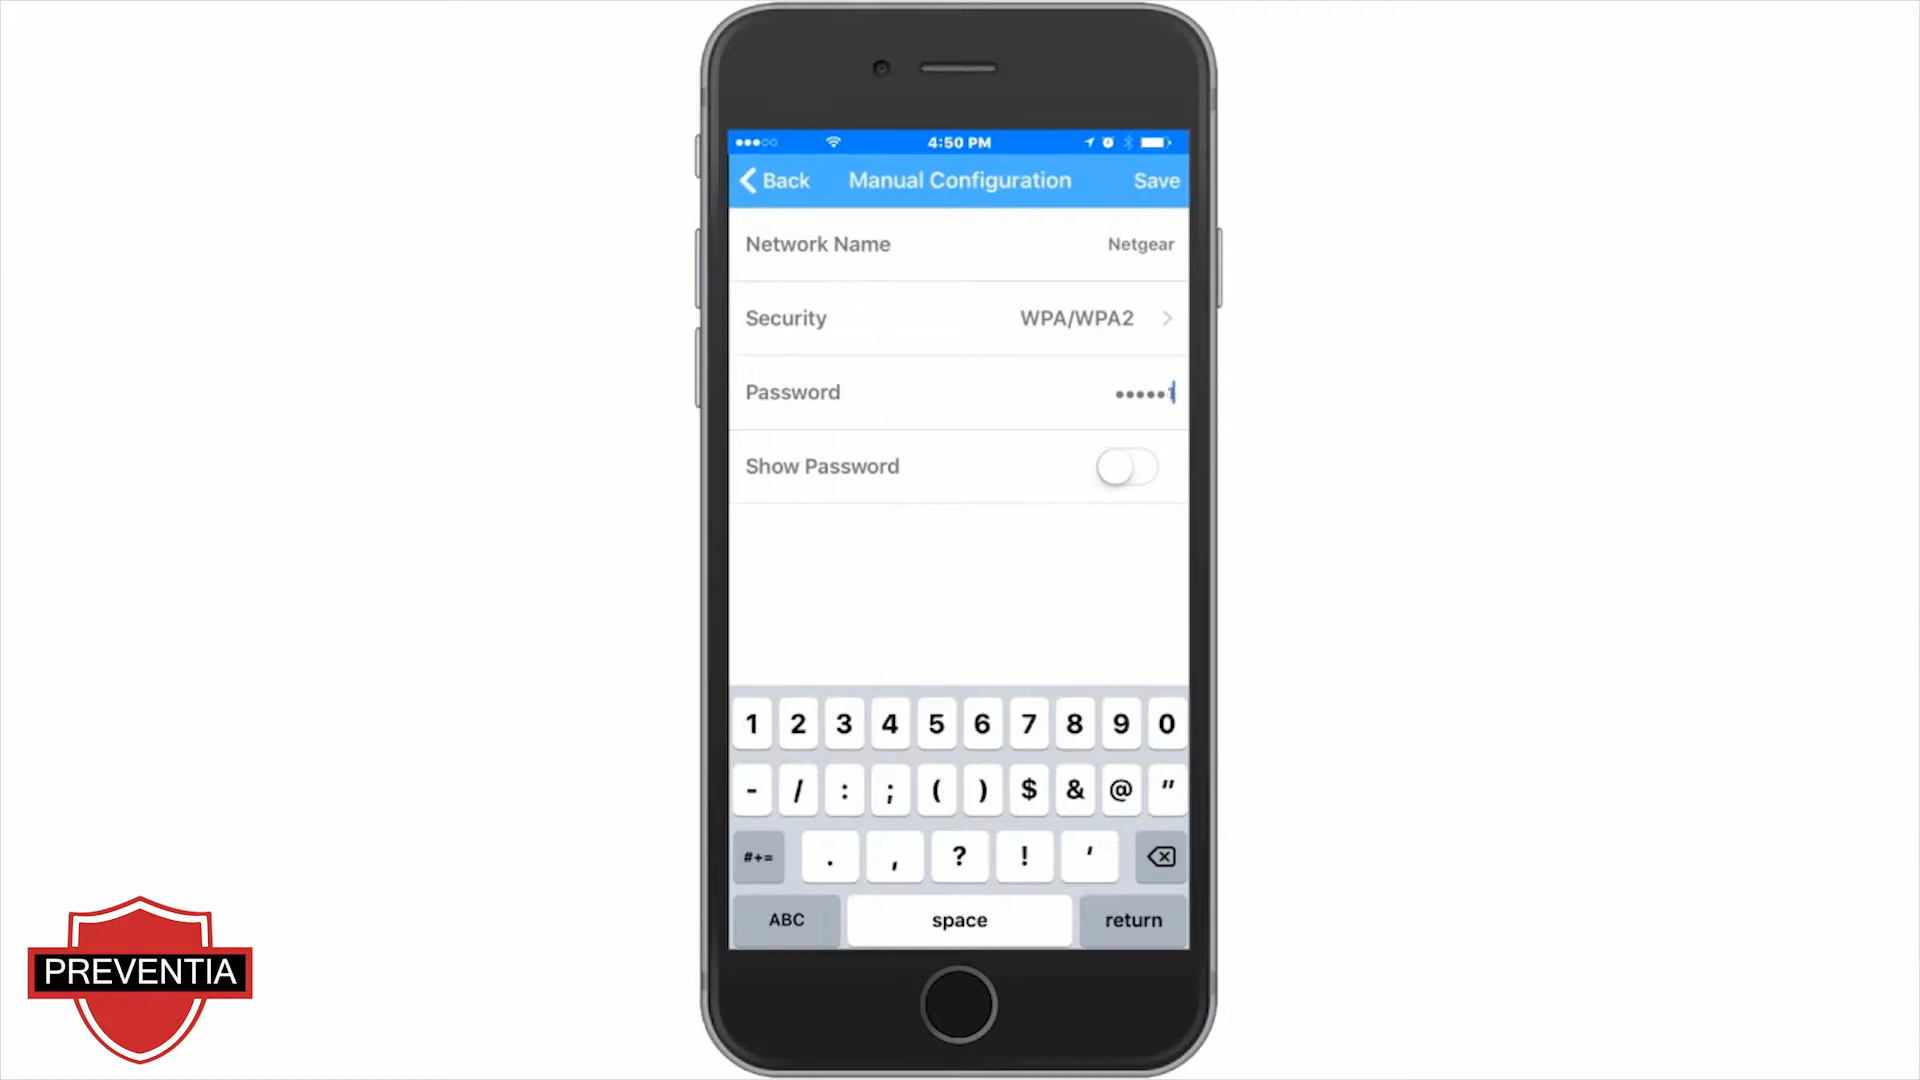 4:50 PM
Back Manual Configuration Save
Network Name Netgear
Security WPA/WPA2
Password •••••
Show Password
1 2 3 4 5 6 7 8 9 0
- / : ; ( ) $ & @ "
#+= . , ? ! '
ABC space return
PREVENTIA